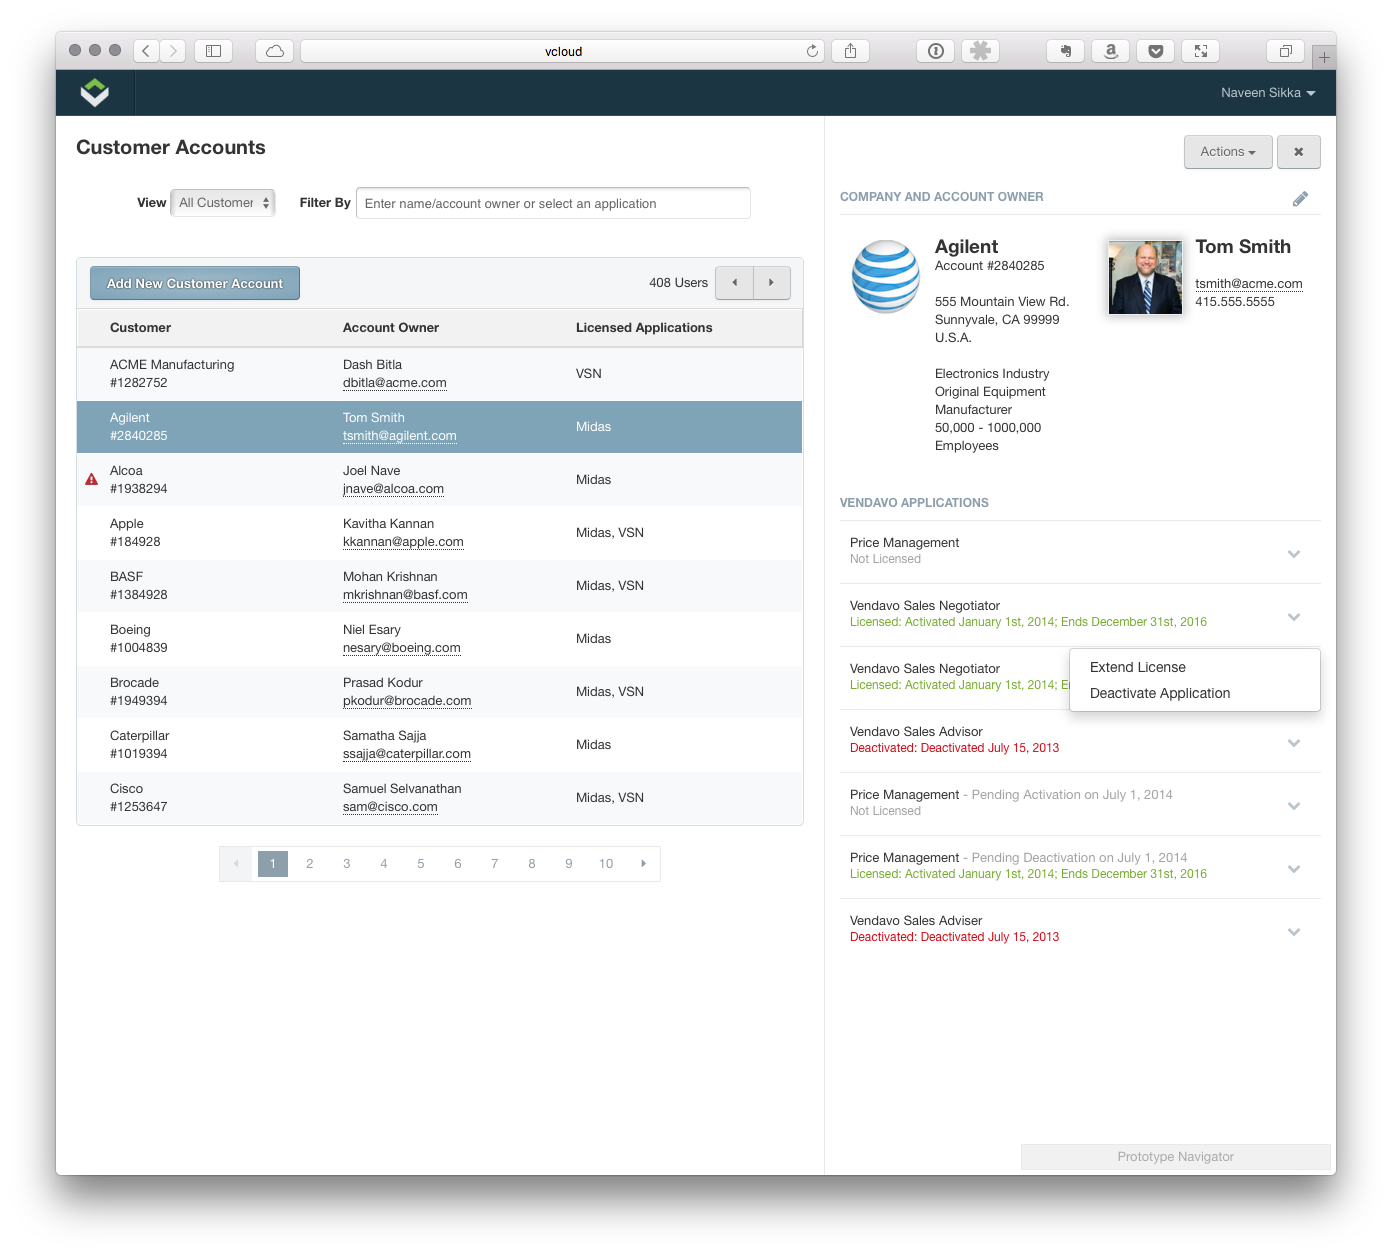 vcloud
Naveen Sikka
Customer Accounts
View All Customer Filter By Enter name/account owner or select an application
Add New Customer Account 408 Users
Customer Account Owner Licensed Applications
ACME Manufacturing Dash Bitla
VSN
#1282752 dbitla@acme.com
Agilent Tom Smith
Midas
#2840285 tsmith@agilent.com
Alcoa Joel Nave
Midas
#1938294 jnave@alcoa.com
Apple Kavitha Kannan
Midas, VSN
#184928 kkannan@apple.com
BASF Mohan Krishnan
Midas, VSN
#1384928 mkrishnan@basf.com
Boeing Niel Esary
Midas
#1004839 nesary@boeing.com
Brocade Prasad Kodur
Midas, VSN
#1949394 pkodur@brocade.com
Caterpillar Samatha Sajja
Midas
#1019394 ssajja@caterpillar.com
Cisco Samuel Selvanathan
Midas, VSN
#1253647 sam@cisco.com
1 2 3 4 5 6 7 8 9 10
Actions
COMPANY AND ACCOUNT OWNER
Agilent
Account #2840285
555 Mountain View Rd.
Sunnyvale, CA 99999
U.S.A.
Electronics Industry
Original Equipment
Manufacturer
50,000 - 1000,000
Employees
Tom Smith
tsmith@acme.com
415.555.5555
VENDAVO APPLICATIONS
Price Management
Not Licensed
Vendavo Sales Negotiator
Licensed: Activated January 1st, 2014; Ends December 31st, 2016
Vendavo Sales Negotiator
Licensed: Activated January 1st, 2014; E
Extend License
Deactivate Application
Vendavo Sales Advisor
Deactivated: Deactivated July 15, 2013
Price Management - Pending Activation on July 1, 2014
Not Licensed
Price Management - Pending Deactivation on July 1, 2014
Licensed: Activated January 1st, 2014; Ends December 31st, 2016
Vendavo Sales Adviser
Deactivated: Deactivated July 15, 2013
Prototype Navigator